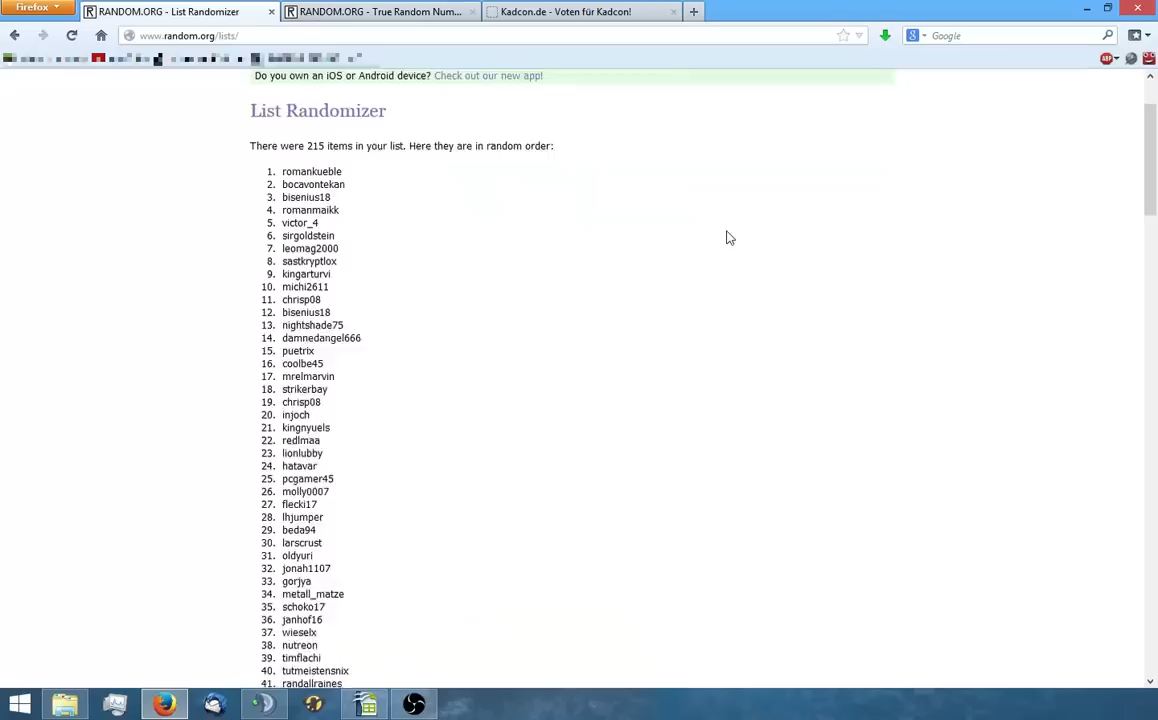 Firefox
RANDOM.ORG - List Randomizer
RANDOM.ORG - True Random Num...
Kadcon.de - Voten für Kadcon!
www.random.org/lists/
Google
Do you own an iOS or Android device? Check out our new app!
List Randomizer
There were 215 items in your list. Here they are in random order:
1. romankueble
2. bocavontekan
3. bisenius18
4. romanmaikk
5. victor_4
6. sirgoldstein
7. leomag2000
8. sastkryptlox
9. kingarturvi
10. michi2611
11. chrisp08
12. bisenius18
13. nightshade75
14. damnedangel666
15. puetrix
16. coolbe45
17. mrelmarvin
18. strikerbay
19. chrisp08
20. injoch
21. kingnyuels
22. redlmaa
23. lionlubby
24. hatavar
25. pcgamer45
26. molly0007
27. flecki17
28. lhjumper
29. beda94
30. larscrust
31. oldyuri
32. jonah1107
33. gorjya
34. metall_matze
35. schoko17
36. janhof16
37. wieselx
38. nutreon
39. timflachi
40. tutmeistensnix
41. randallraines